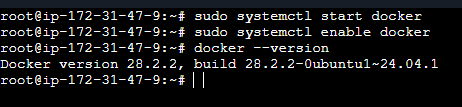 root@ip-172-31-47-9:~# sudo systemctl start docker
root@ip-172-31-47-9:~# sudo systemctl enable docker
root@ip-172-31-47-9:~# docker --version
Docker version 28.2.2, build 28.2.2-0ubuntu1~24.04.1
root@ip-172-31-47-9:~#